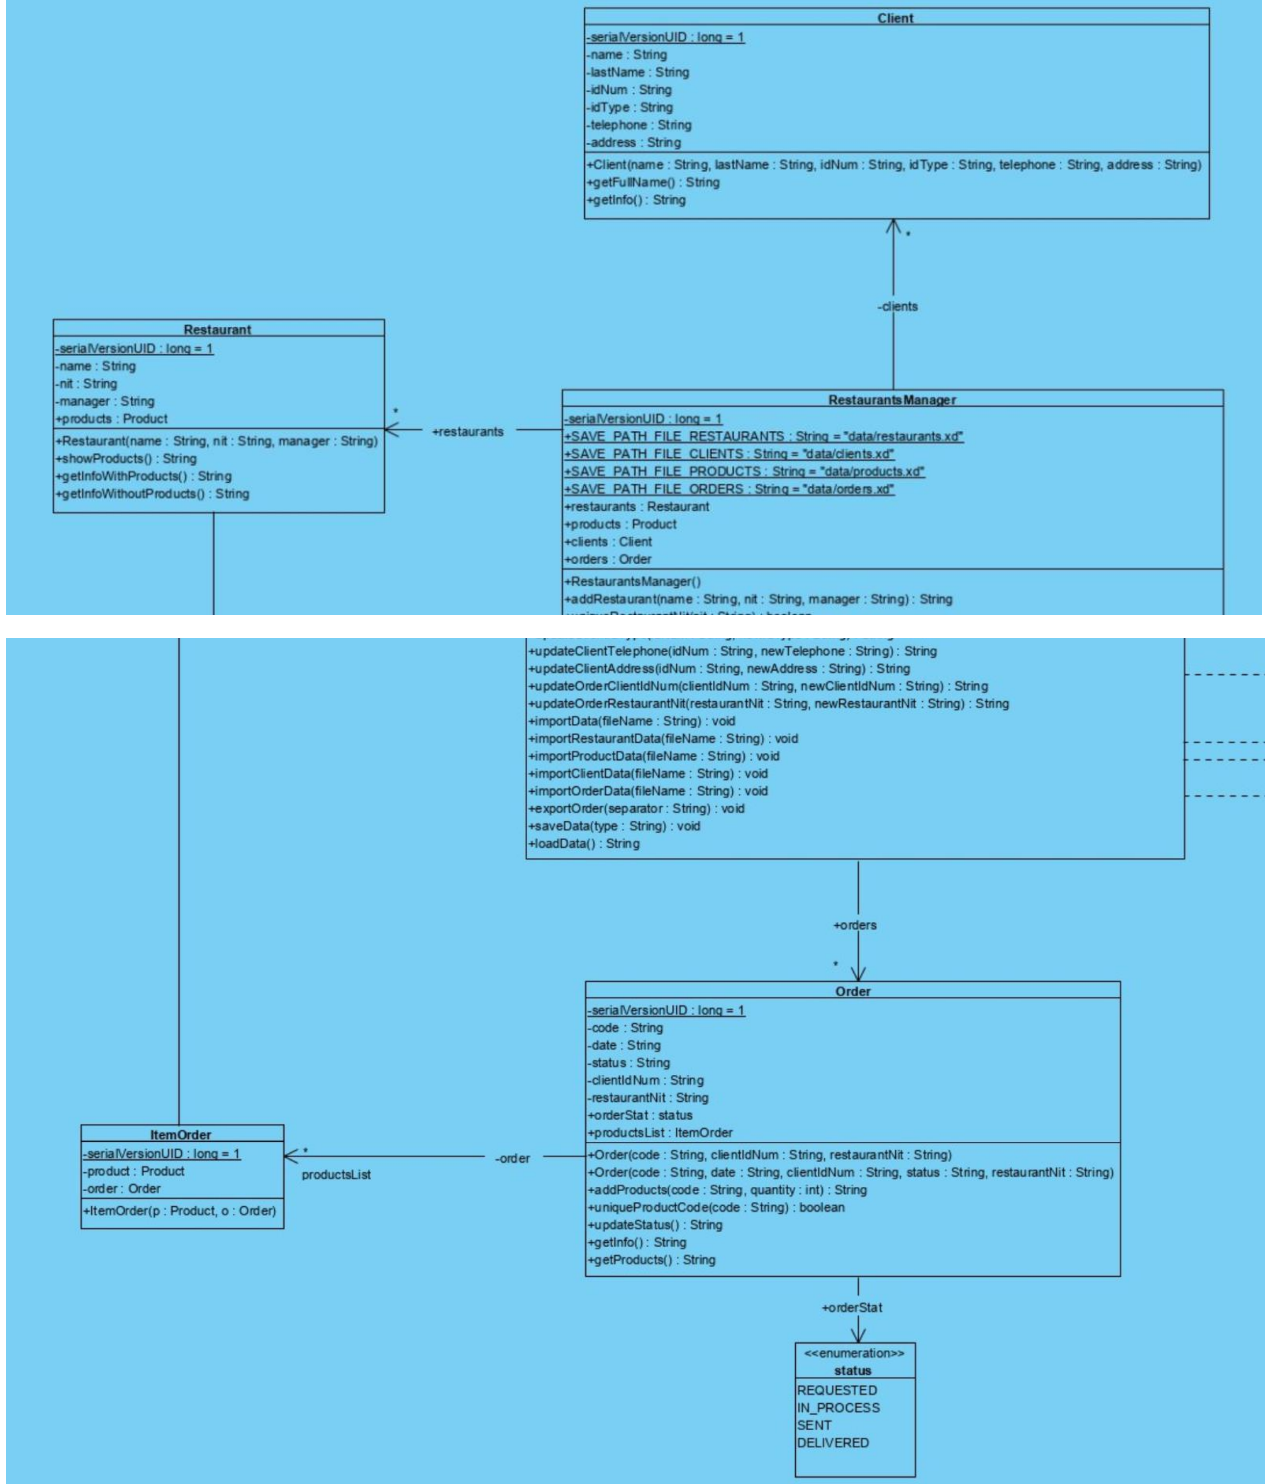 Client
-serialVersionUID : long = 1
-name : String
-lastName : String
-idNum : String
-idType : String
-telephone : String
-address : String
+Client(name : String, lastName : String, idNum : String, idType : String, telephone : String, address : String)
+getFullName() : String
+getInfo() : String
*
-clients
Restaurant
-serialVersionUID : long = 1
-name : String
-nit : String
-manager : String
+products : Product
+Restaurant(name : String, nit : String, manager : String)
+showProducts() : String
+getInfoWithProducts() : String
+getInfoWithoutProducts() : String
*
+restaurants
RestaurantsManager
-serialVersionUID : long = 1
+SAVE_PATH_FILE_RESTAURANTS : String = "data/restaurants.xd"
+SAVE_PATH_FILE_CLIENTS : String = "data/clients.xd"
+SAVE_PATH_FILE_PRODUCTS : String = "data/products.xd"
+SAVE_PATH_FILE_ORDERS : String = "data/orders.xd"
+restaurants : Restaurant
+products : Product
+clients : Client
+orders : Order
+RestaurantsManager()
+addRestaurant(name : String, nit : String, manager : String) : String
+updateClientTelephone(idNum : String, newTelephone : String) : String
+updateClientAddress(idNum : String, newAddress : String) : String
+updateOrderClientIdNum(clientIdNum : String, newClientIdNum : String) : String
+updateOrderRestaurantNit(restaurantNit : String, newRestaurantNit : String) : String
+importData(fileName : String) : void
+importRestaurantData(fileName : String) : void
+importProductData(fileName : String) : void
+importClientData(fileName : String) : void
+importOrderData(fileName : String) : void
+exportOrder(separator : String) : void
+saveData(type : String) : void
+loadData() : String
+orders
*
Order
-serialVersionUID : long = 1
-code : String
-date : String
-status : String
-clientIdNum : String
-restaurantNit : String
+orderStat : status
+productsList : ItemOrder
+Order(code : String, clientIdNum : String, restaurantNit : String)
+Order(code : String, date : String, clientIdNum : String, status : String, restaurantNit : String)
+addProducts(code : String, quantity : int) : String
+uniqueProductCode(code : String) : boolean
+updateStatus() : String
+getInfo() : String
+getProducts() : String
ItemOrder
-serialVersionUID : long = 1
-product : Product
-order : Order
+ItemOrder(p : Product, o : Order)
*
productsList
-order
+orderStat
<<enumeration>>
status
REQUESTED
IN_PROCESS
SENT
DELIVERED